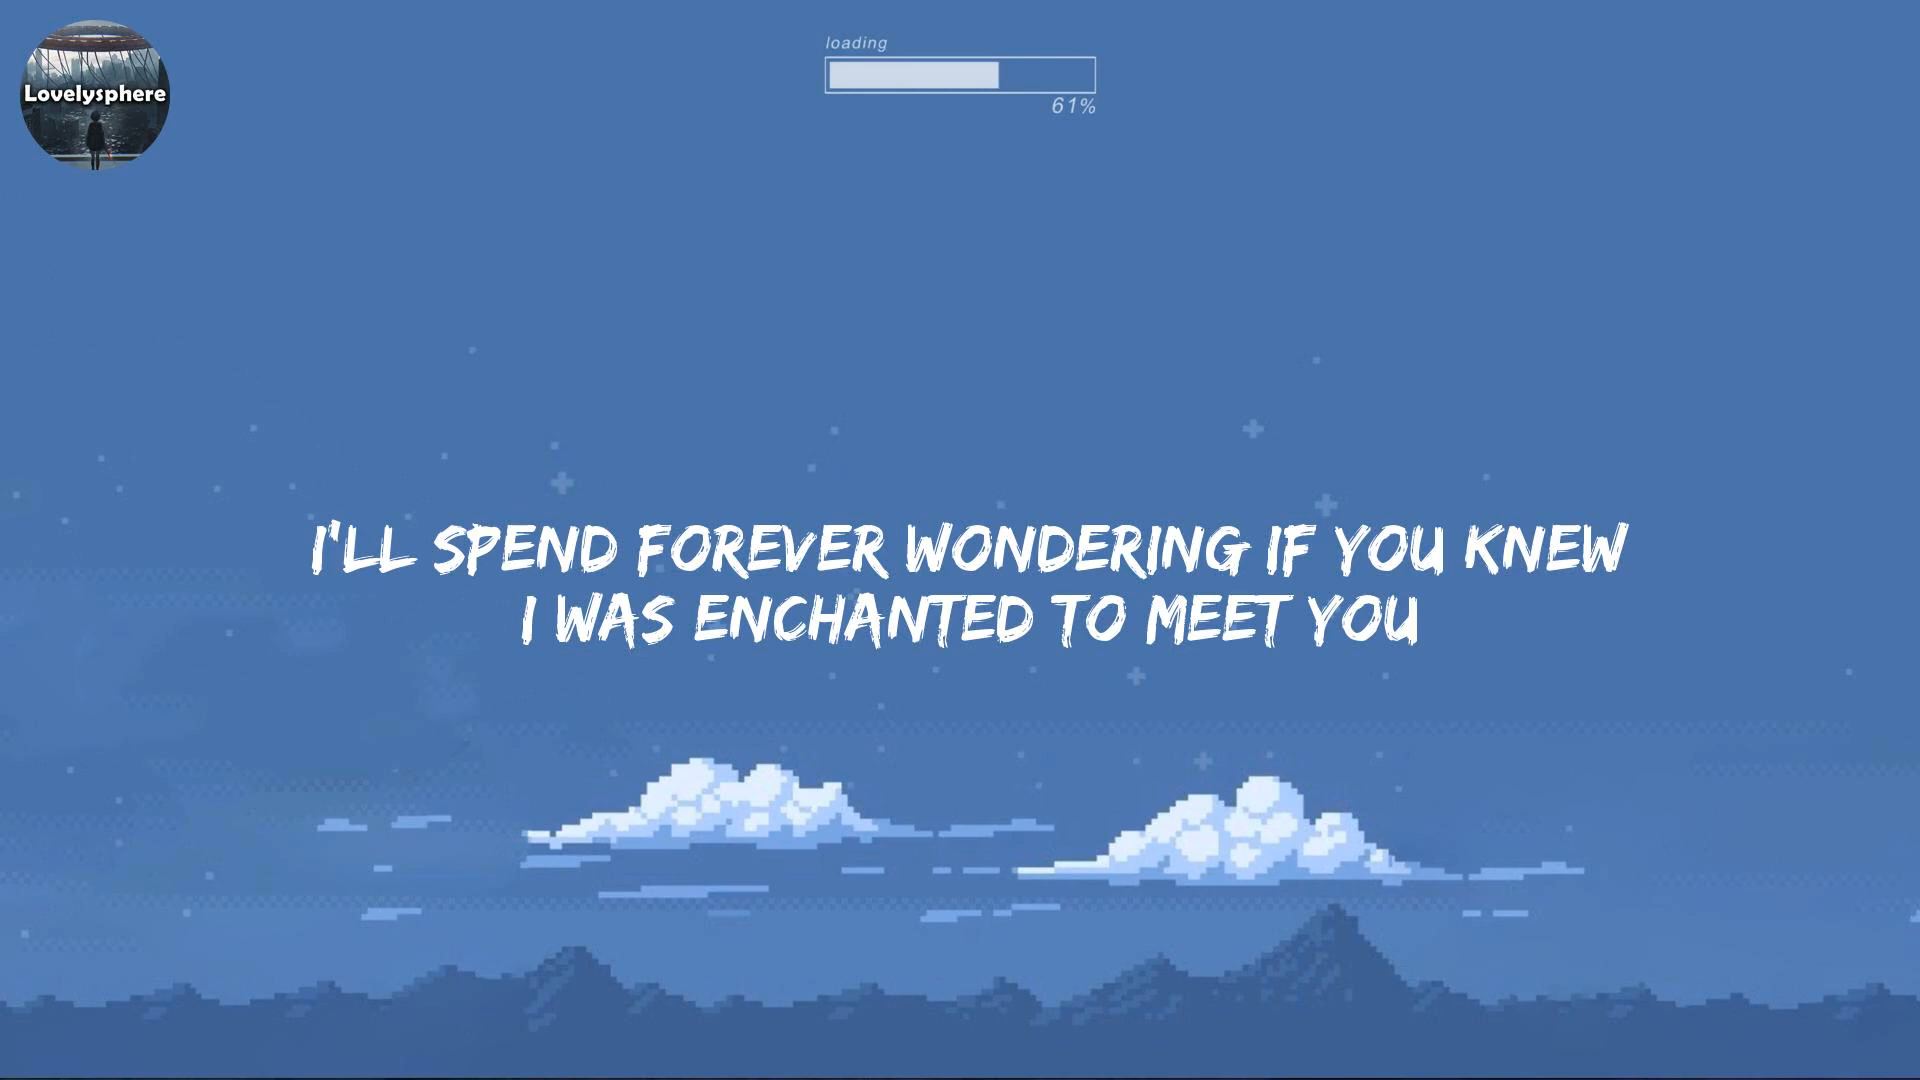 Lovelysphere
loading
61%
I'LL SPEND FOREVER WONDERING IF YOU KNEW
I WAS ENCHANTED TO MEET YOU